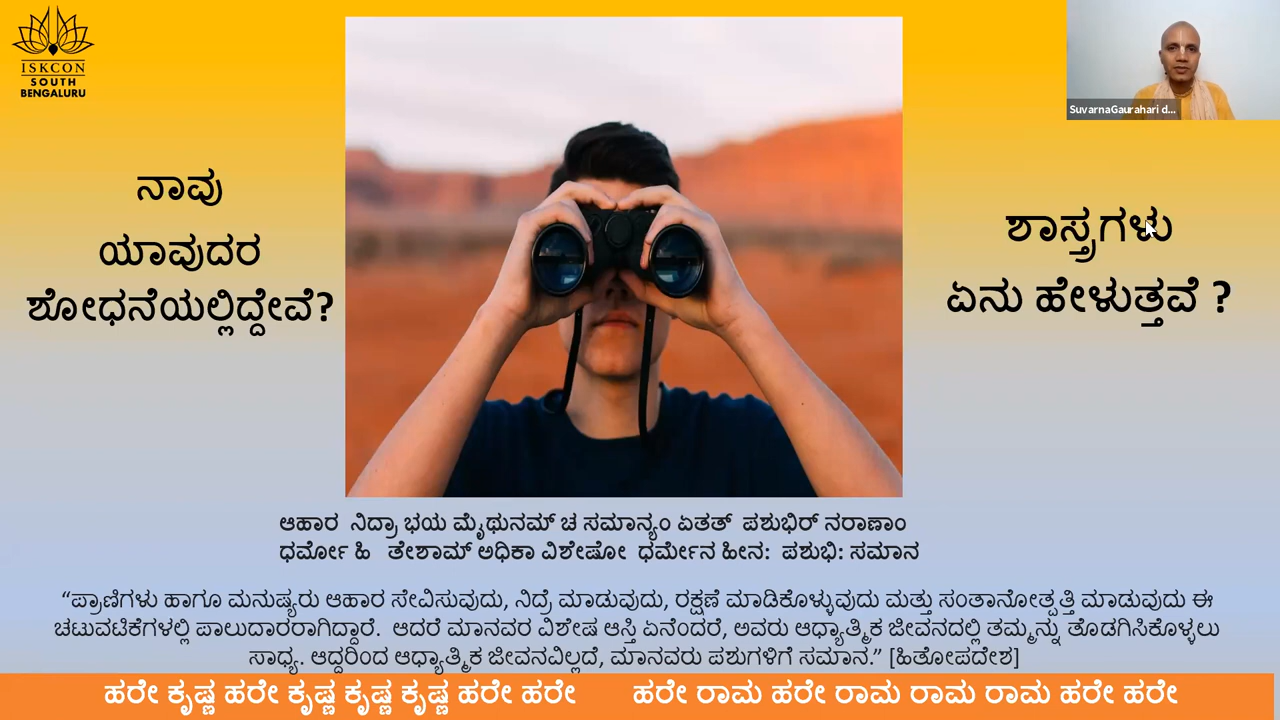 ISKCON
SOUTH
BENGALURU
SuvarnaGaurahari d...
ನಾವು
ಯಾವುದರ
ಶೋಧನೆಯಲ್ಲಿದ್ದೇವೆ?
ಶಾಸ್ತ್ರಗಳು
ಏನು ಹೇಳುತ್ತವೆ ?
ಆಹಾರ ನಿದ್ರಾ ಭಯ ಮೈಥುನಮ್ ಚ ಸಮಾನ್ಯಂ ಏತತ್ ಪಶುಭಿರ್ ನರಾಣಾಂ
ಧರ್ಮೋ ಹಿ ತೇಶಾಮ್ ಅಧಿಕಾ ವಿಶೇಷೋ ಧರ್ಮೇನ ಹೀನ: ಪಶುಭಿ: ಸಮಾನ
“ಪ್ರಾಣಿಗಳು ಹಾಗೂ ಮನುಷ್ಯರು ಆಹಾರ ಸೇವಿಸುವುದು, ನಿದ್ರೆ ಮಾಡುವುದು, ರಕ್ಷಣೆ ಮಾಡಿಕೊಳ್ಳುವುದು ಮತ್ತು ಸಂತಾನೋತ್ಪತ್ತಿ ಮಾಡುವುದು ಈ
ಚಟುವಟಿಕೆಗಳಲ್ಲಿ ಪಾಲುದಾರರಾಗಿದ್ದಾರೆ. ಆದರೆ ಮಾನವರ ವಿಶೇಷ ಆಸ್ತಿ ಏನೆಂದರೆ, ಅವರು ಆಧ್ಯಾತ್ಮಿಕ ಜೀವನದಲ್ಲಿ ತಮ್ಮನ್ನು ತೊಡಗಿಸಿಕೊಳ್ಳಲು
ಸಾಧ್ಯ. ಆದ್ದರಿಂದ ಆಧ್ಯಾತ್ಮಿಕ ಜೀವನವಿಲ್ಲದೆ, ಮಾನವರು ಪಶುಗಳಿಗೆ ಸಮಾನ.” [ಹಿತೋಪದೇಶ]
ಹರೇ ಕೃಷ್ಣ ಹರೇ ಕೃಷ್ಣ ಕೃಷ್ಣ ಕೃಷ್ಣ ಹರೇ ಹರೇ ಹರೇ ರಾಮ ಹರೇ ರಾಮ ರಾಮ ರಾಮ ಹರೇ ಹರೇ